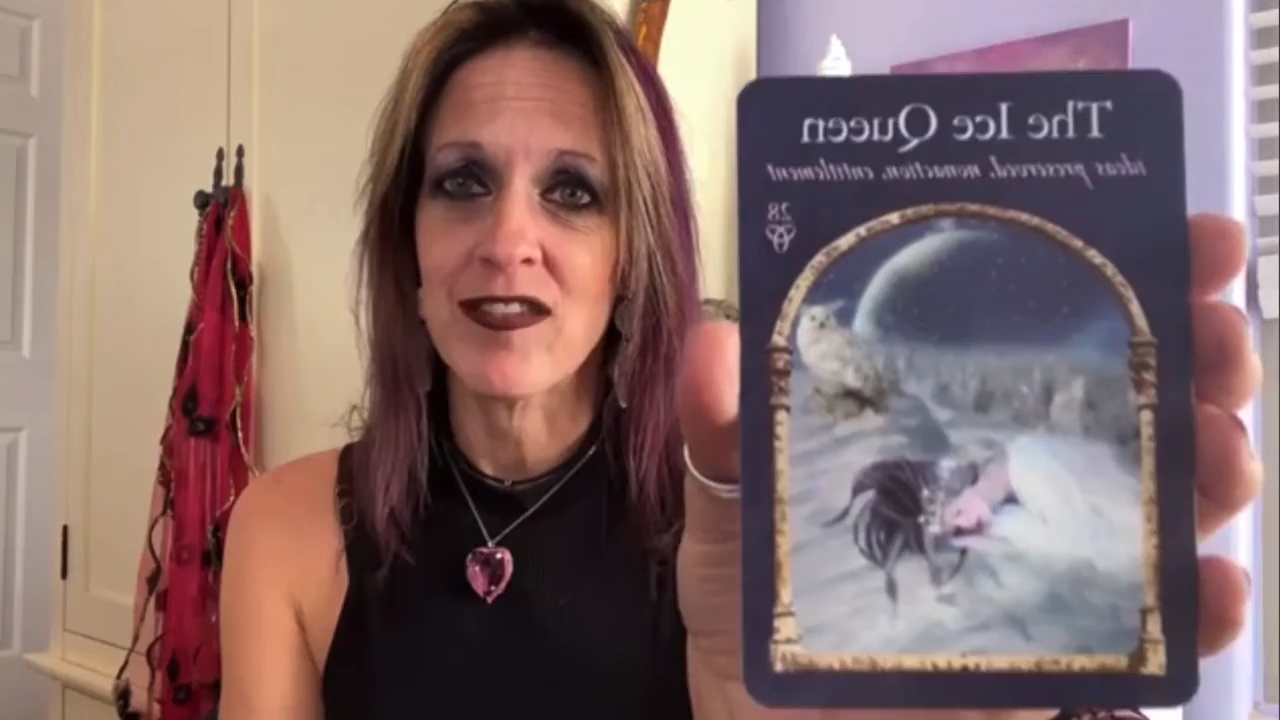 The Ice Queen
ideas preserved, nonaction, entitlement
28